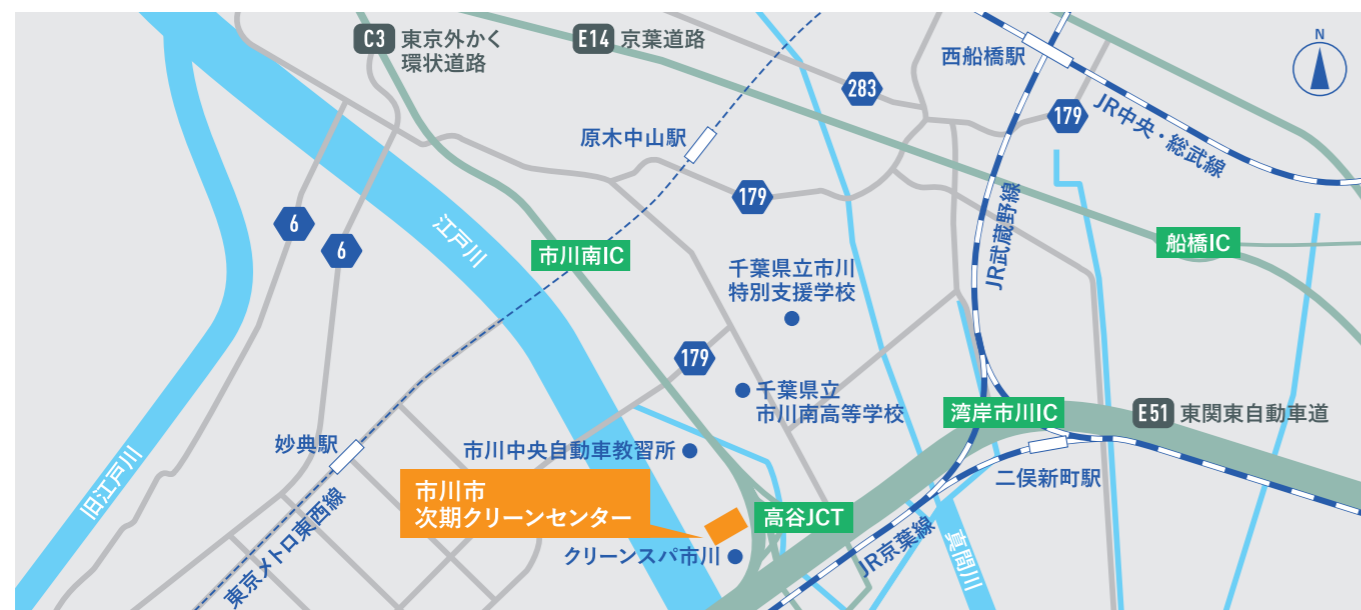 C3 東京外かく
環状道路
E14 京葉道路
283
西船橋駅
N
179
JR中央・総武線
原木中山駅
179
6
6
江戸川
市川南IC
千葉県立市川
特別支援学校
JR武蔵野線
船橋IC
179
千葉県立
市川南高等学校
湾岸市川IC
E51 東関東自動車道
妙典駅
市川中央自動車教習所
旧江戸川
市川市
次期クリーンセンター
高谷JCT
二俣新町駅
クリーンスパ市川
東京メトロ東西線
JR京葉線
真間川